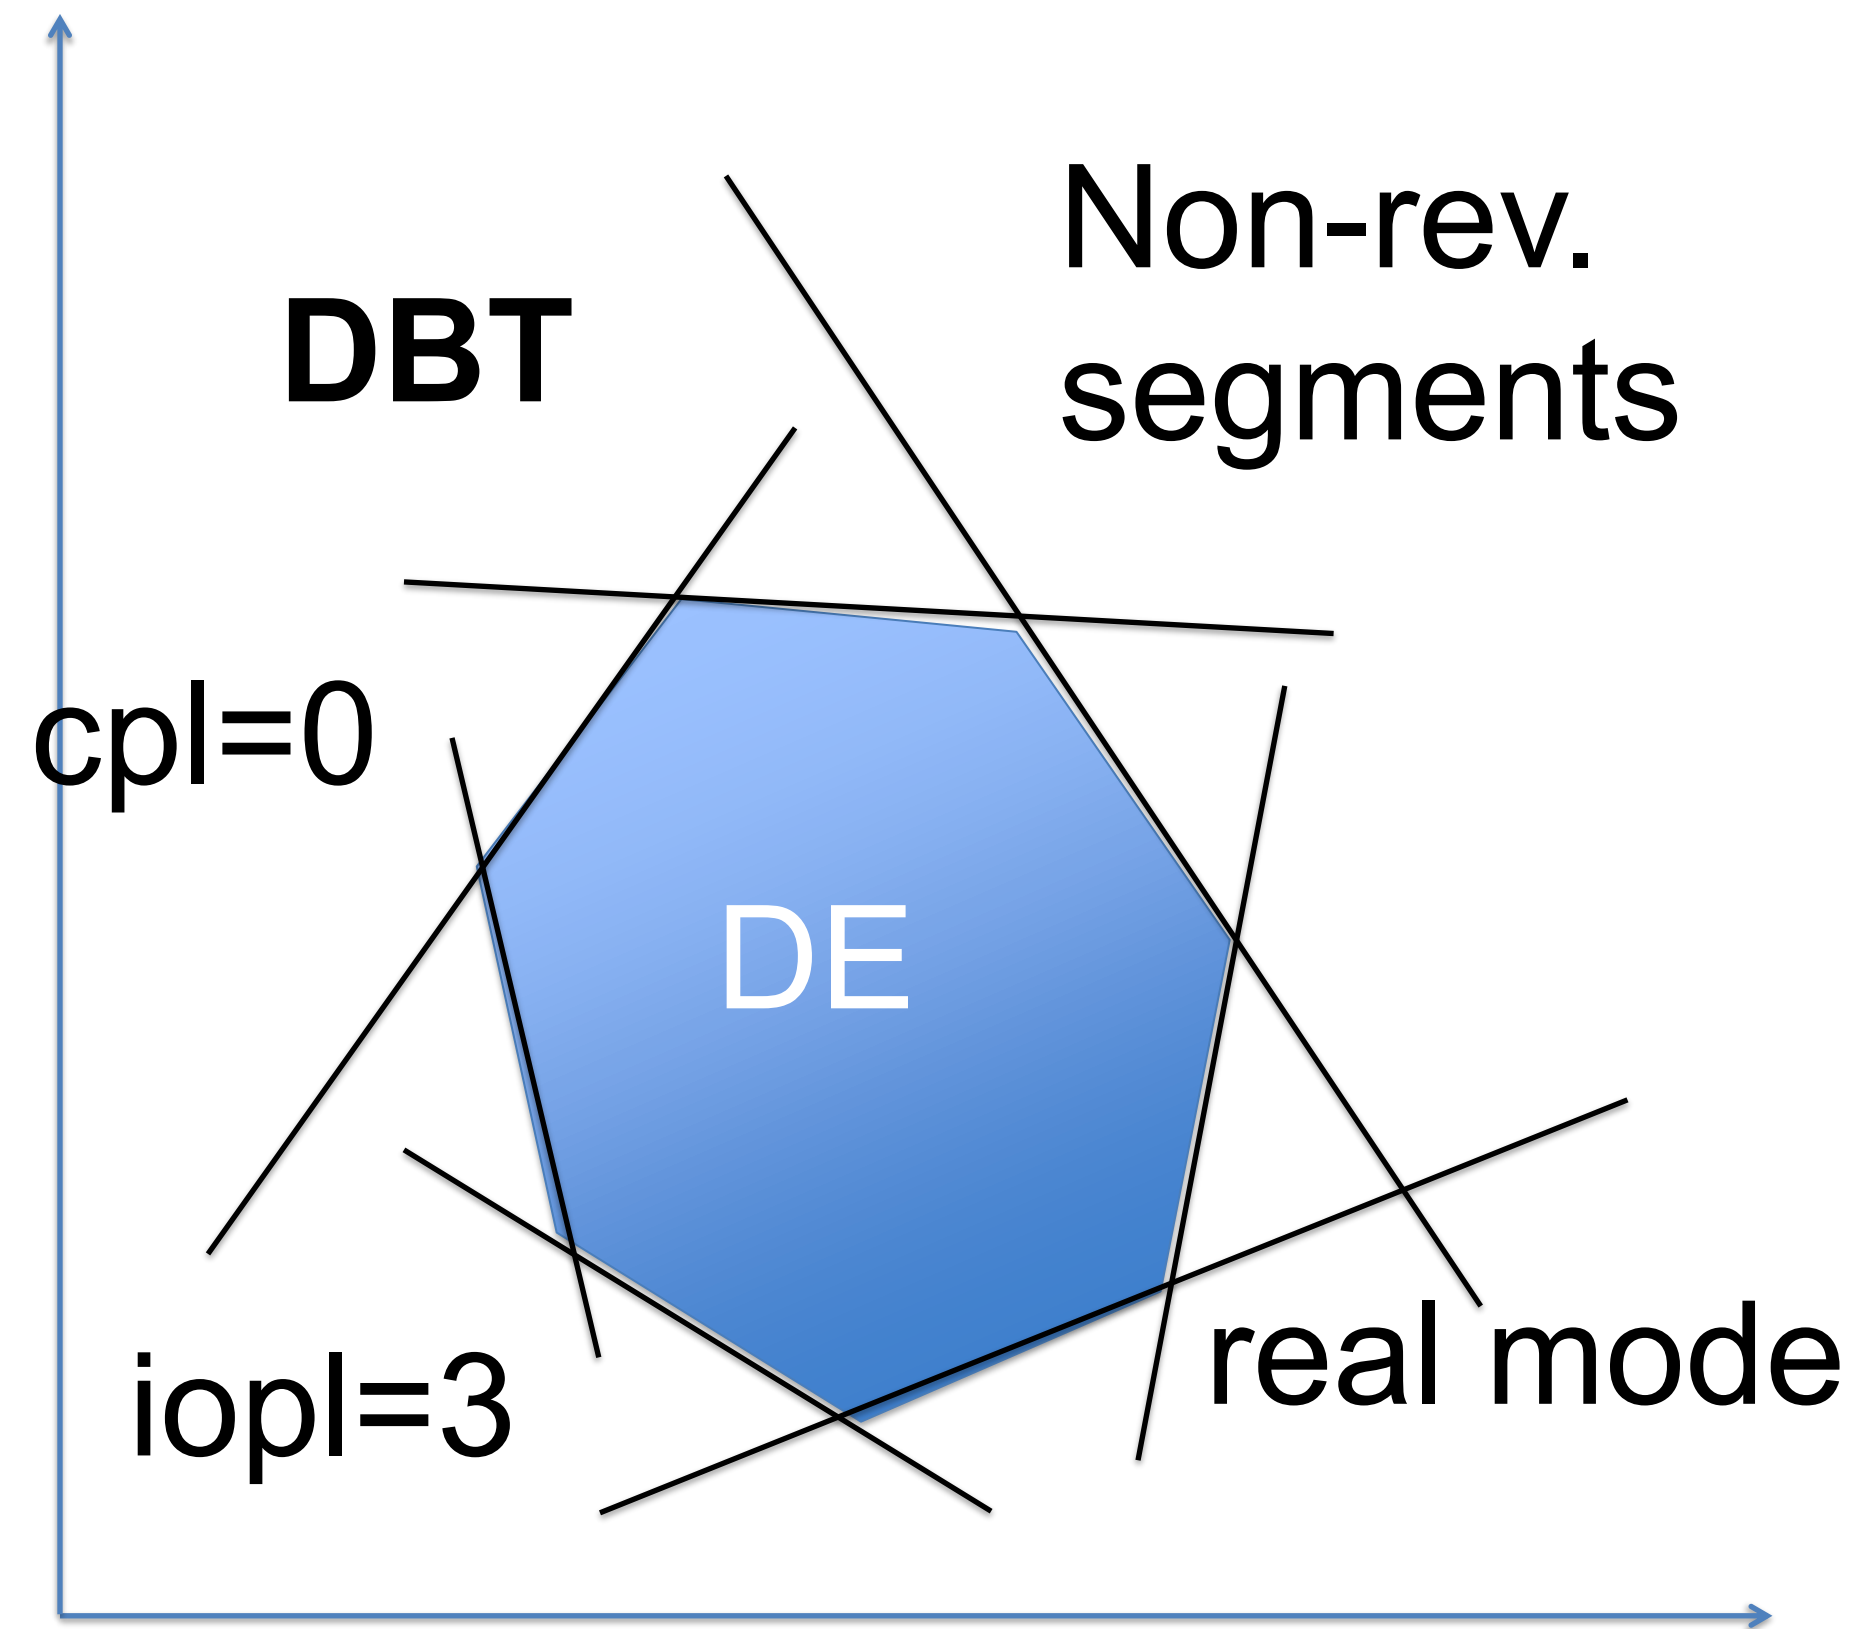 Non-rev.
segments
DBT
cpl=0
DE
real mode
iopl=3